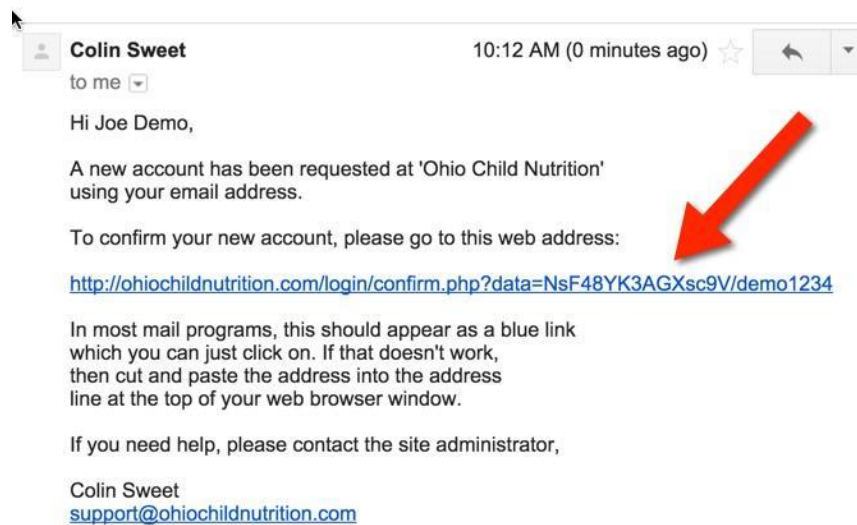 Colin Sweet 10:12 AM (0 minutes ago)
to me
Hi Joe Demo,
A new account has been requested at 'Ohio Child Nutrition'
using your email address.
To confirm your new account, please go to this web address:
http://ohiochildnutrition.com/login/confirm.php?data=NsF48YK3AGXsc9V/demo1234
In most mail programs, this should appear as a blue link
which you can just click on. If that doesn't work,
then cut and paste the address into the address
line at the top of your web browser window.
If you need help, please contact the site administrator,
Colin Sweet
support@ohiochildnutrition.com